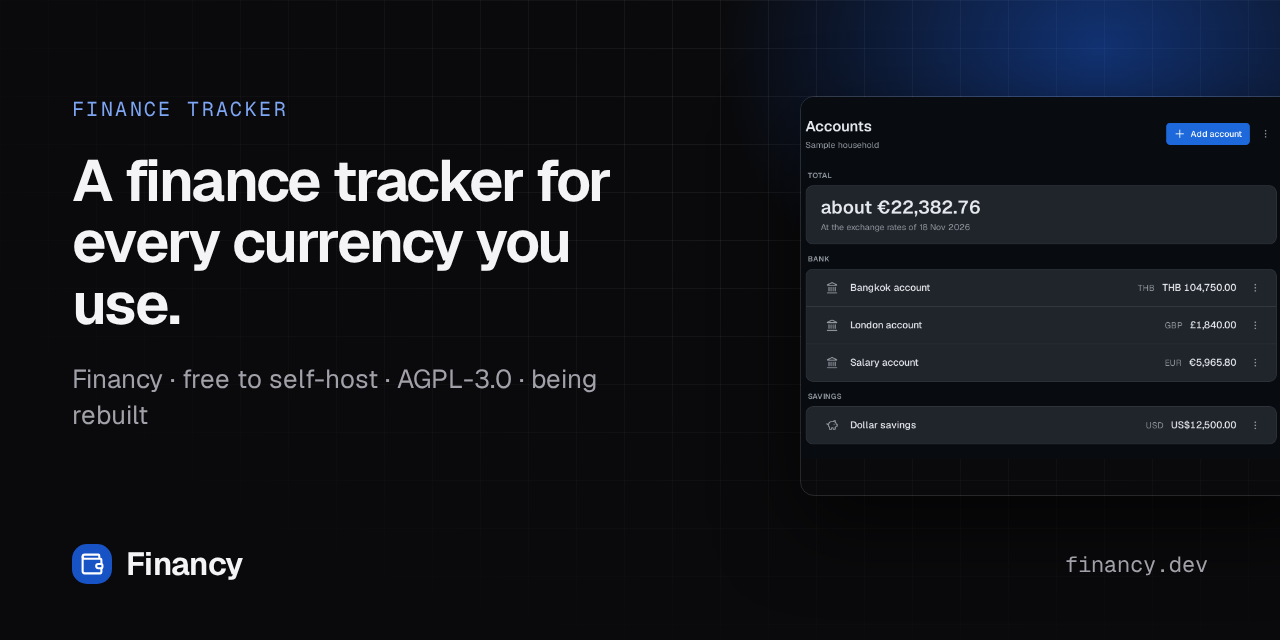 FINANCE TRACKER
A finance tracker for
every currency you
use.
Financy · free to self-host · AGPL-3.0 · being
rebuilt
Financy
Accounts
Sample household
Add account
TOTAL
about €22,382.76
At the exchange rates of 18 Nov 2026
BANK
Bangkok account THB THB 104,750.00
London account GBP £1,840.00
Salary account EUR €5,965.80
SAVINGS
Dollar savings USD US$12,500.00
financy.dev